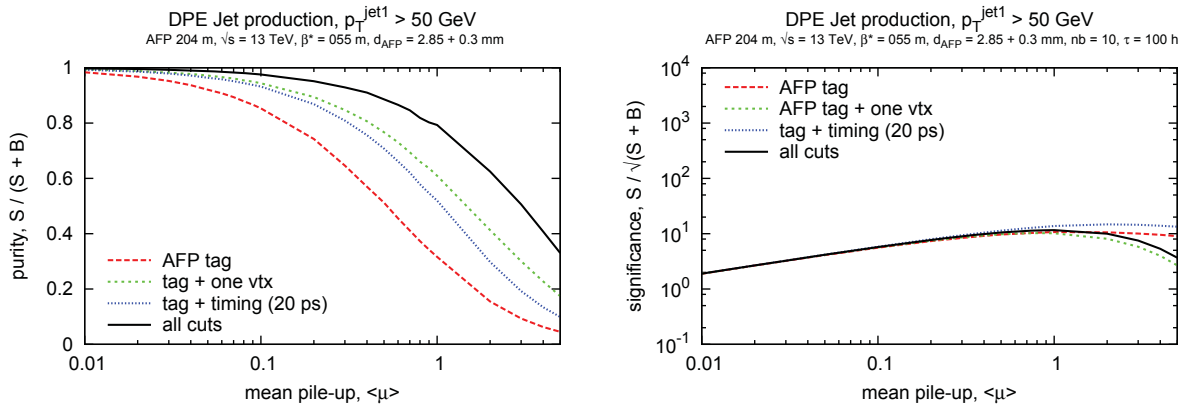 DPE Jet production, p_T^jet1 > 50 GeV
AFP 204 m, √s = 13 TeV, β* = 055 m, d_AFP = 2.85 + 0.3 mm
purity, S / (S + B)
1
0.8
0.6
0.4
0.2
0
AFP tag
tag + one vtx
tag + timing (20 ps)
all cuts
0.01
0.1
1
mean pile-up, <μ>
DPE Jet production, p_T^jet1 > 50 GeV
AFP 204 m, √s = 13 TeV, β* = 055 m, d_AFP = 2.85 + 0.3 mm, nb = 10, τ = 100 h
significance, S / √(S + B)
10^5
10^4
10^3
10^2
10^1
10^0
10^-1
AFP tag
AFP tag + one vtx
tag + timing (20 ps)
all cuts
0.01
0.1
1
mean pile-up, <μ>